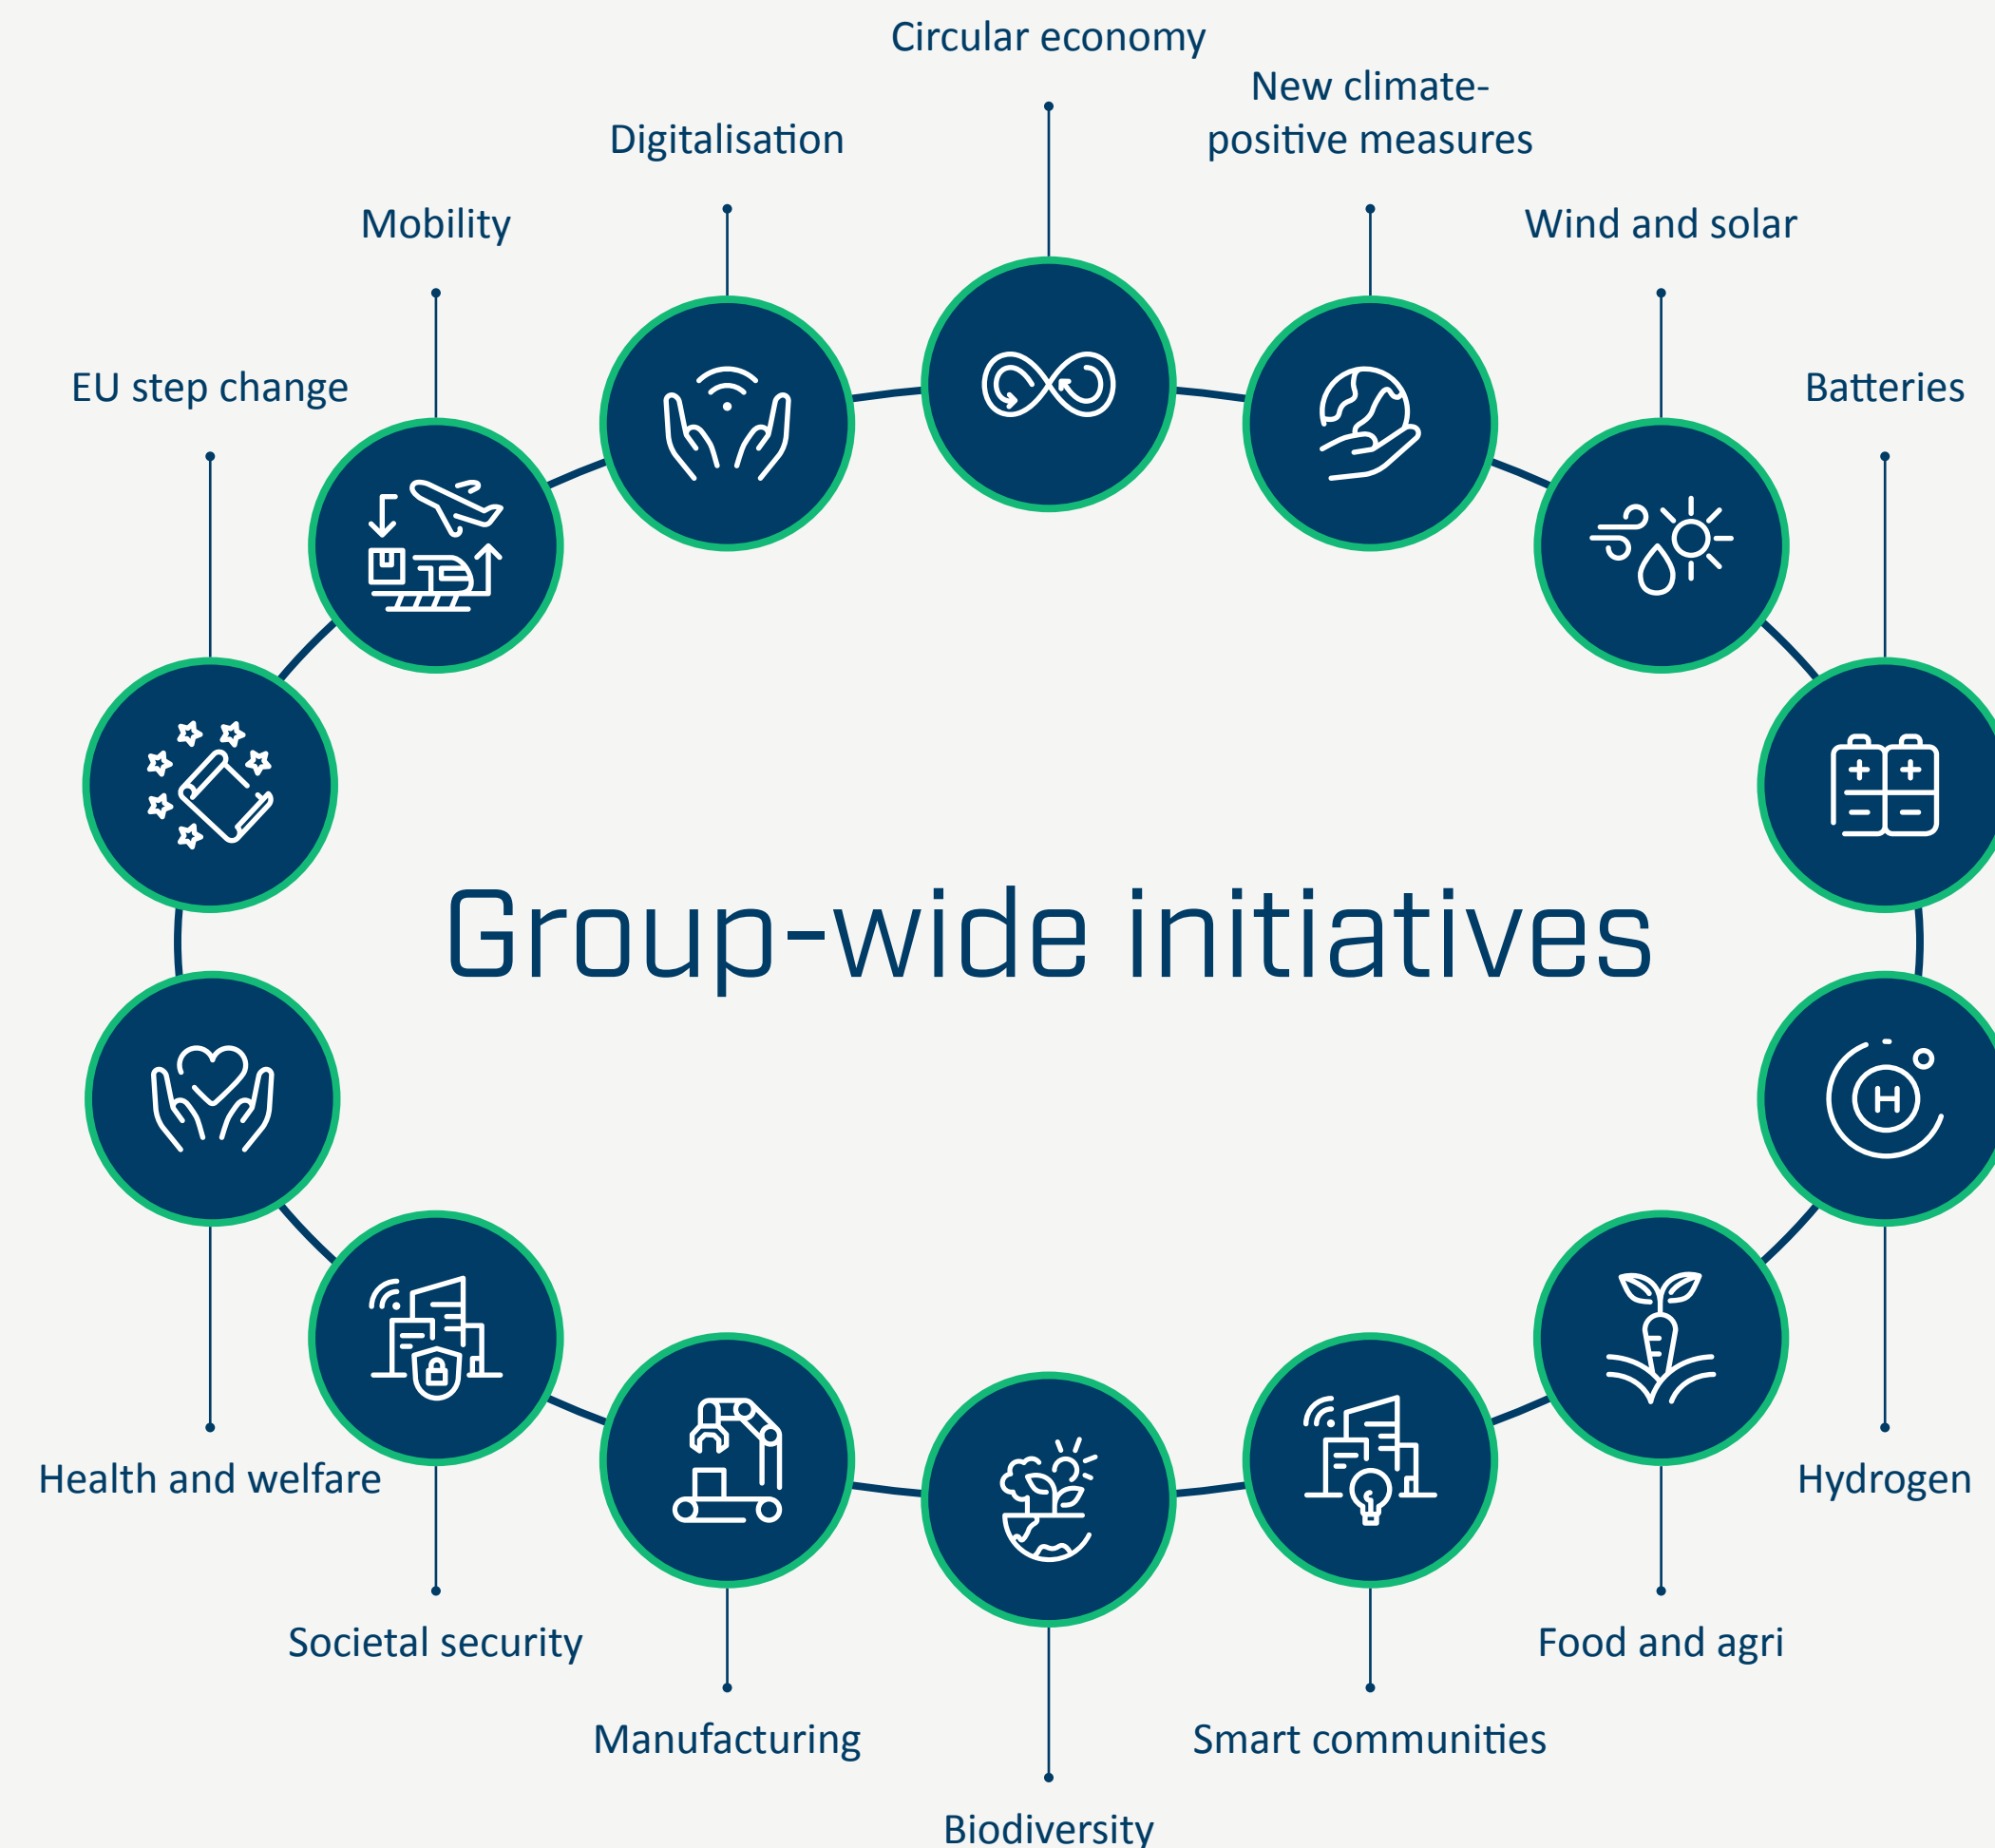 Circular economy
New climate-
positive measures
Digitalisation
Mobility
Wind and solar
EU step change
Batteries
Group-wide initiatives
H
Health and welfare
Hydrogen
Societal security
Food and agri
Manufacturing
Smart communities
Biodiversity